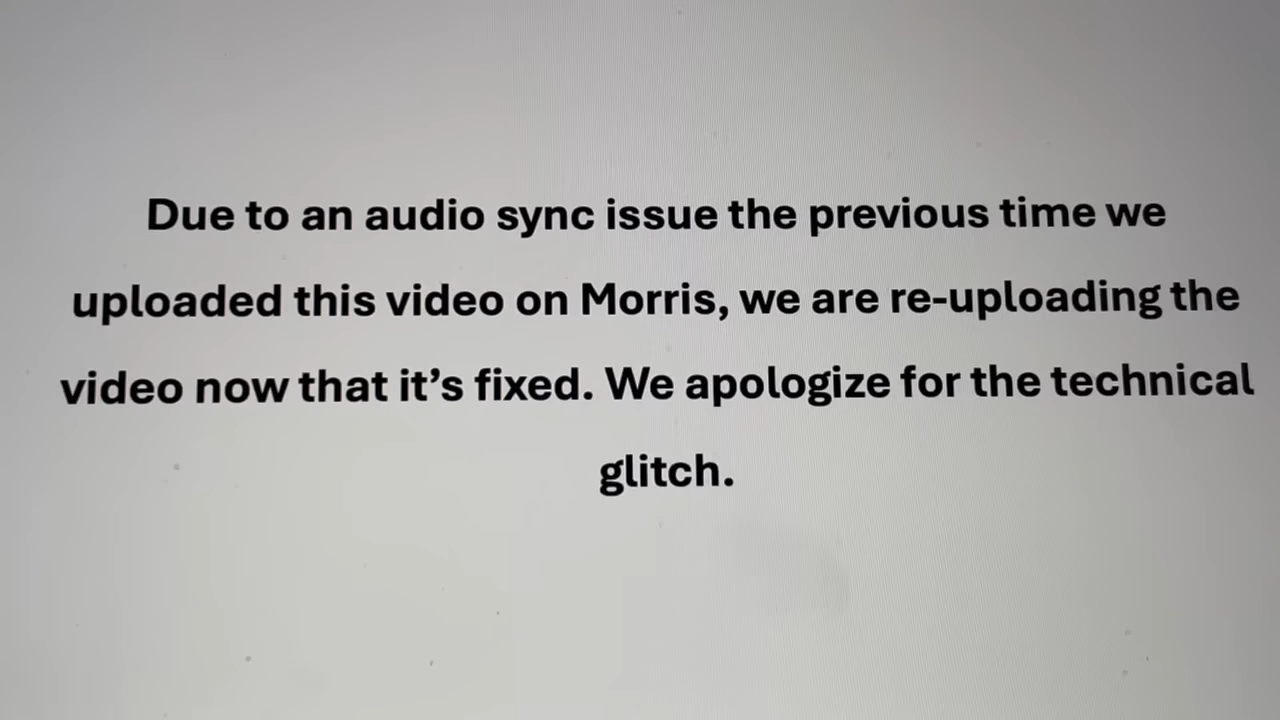 Due to an audio sync issue the previous time we
uploaded this video on Morris, we are re-uploading the
video now that it’s fixed. We apologize for the technical
glitch.